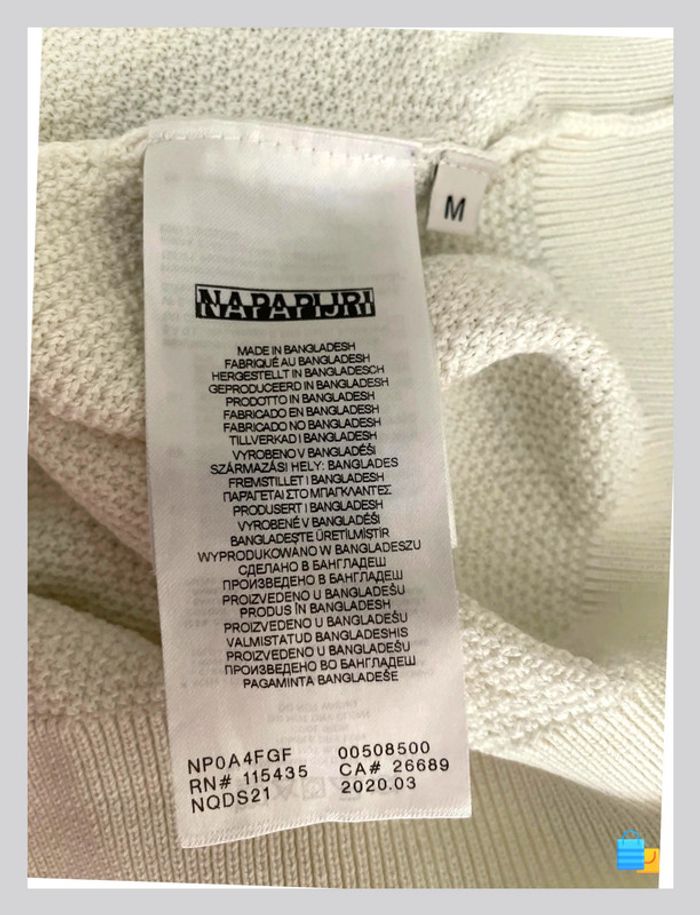 M
NAPAPIJRI
MADE IN BANGLADESH
FABRIQUÉ AU BANGLADESH
HERGESTELLT IN BANGLADESCH
GEPRODUCEERD IN BANGLADESH
PRODOTTO IN BANGLADESH
FABRICADO EN BANGLADESH
FABRICADO NO BANGLADESH
TILLVERKAD I BANGLADESH
VYROBENO V BANGLADÉŠI
SZÁRMAZÁSI HELY: BANGLADES
FREMSTILLET I BANGLADESH
ΠΑΡΑΓΕΤΑΙ ΣΤΟ ΜΠΑΓΚΛΑΝΤΕΣ
PRODUSERT I BANGLADESH
VYROBENÉ V BANGLADÉŠI
BANGLADEŞTE ÜRETİLMİŞTİR
WYPRODUKOWANO W BANGLADESZU
СДЕЛАНО В БАНГЛАДЕШ
ПРОИЗВЕДЕНО В БАНГЛАДЕШ
PROIZVEDENO U BANGLADEŠU
PRODUS ÎN BANGLADESH
PROIZVEDENO U BANGLADEŠU
VALMISTATUD BANGLADESHIS
PROIZVEDENO U BANGLADEŠU
ПРОИЗВЕДЕНО ВО БАНГЛАДЕШ
PAGAMINTA BANGLADEŠE
NP0A4FGF 00508500
RN# 115435 CA# 26689
NQDS21 2020.03